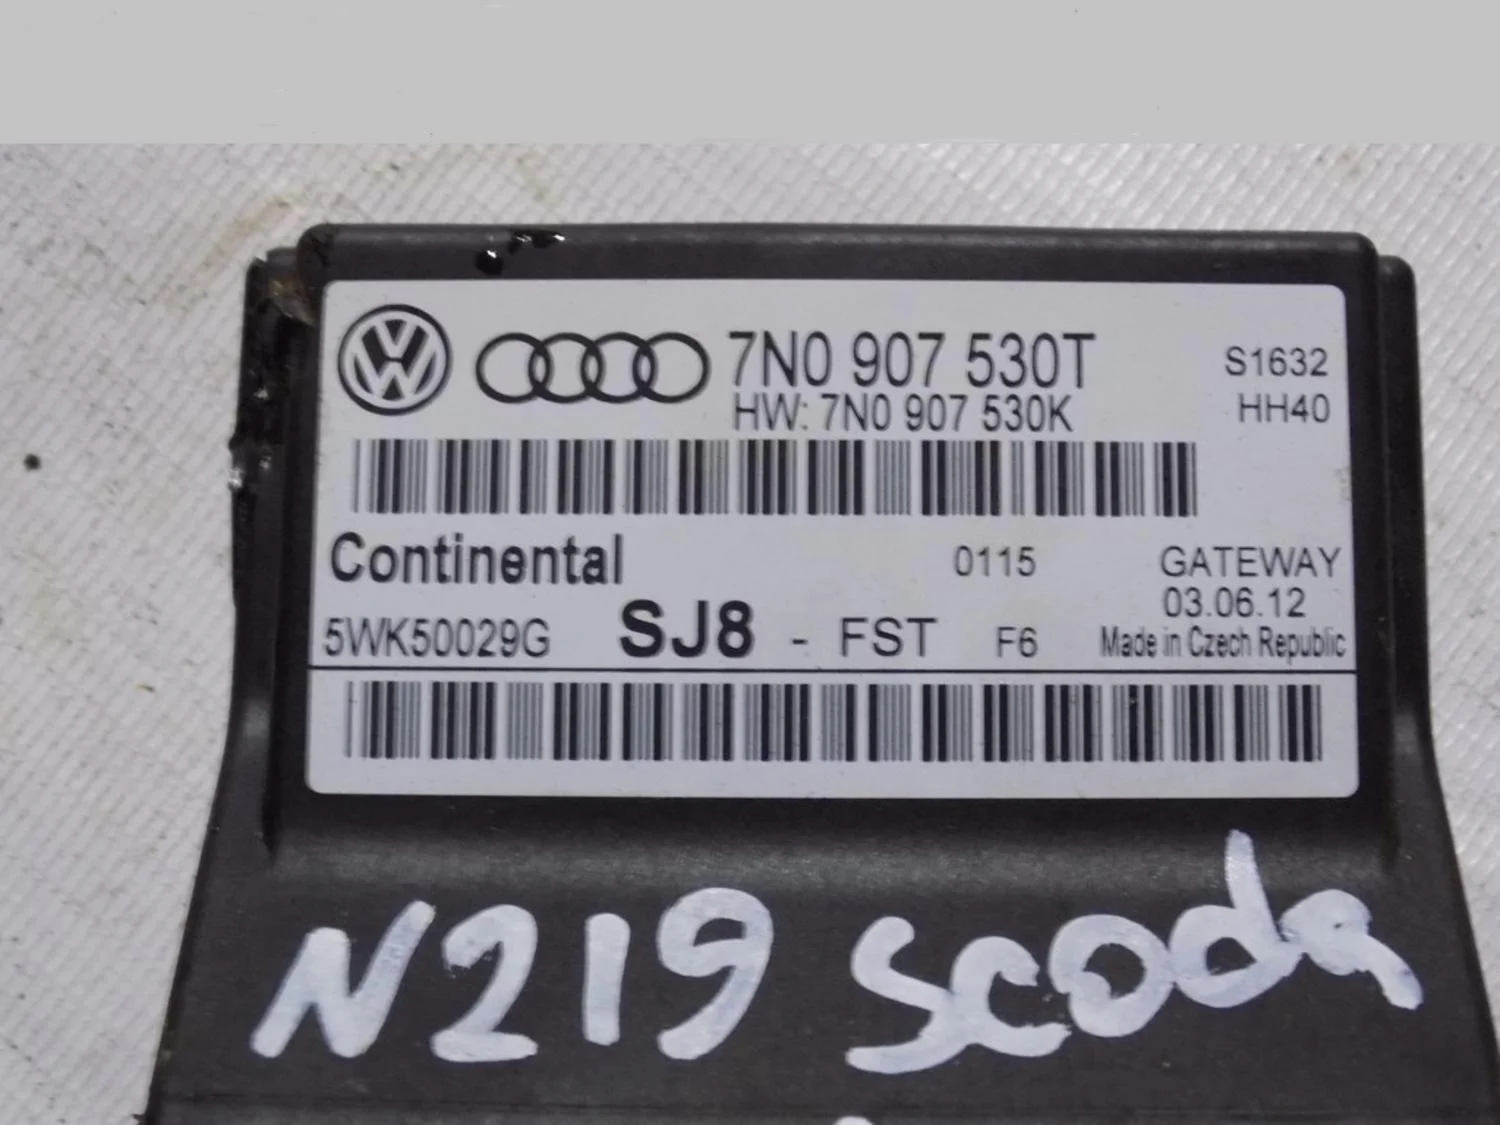 7N0 907 530T S1632
HW: 7N0 907 530K HH40
Continental 0115 GATEWAY
03.06.12
5WK50029G SJ8 - FST F6 Made in Czech Republic
N219 scoda